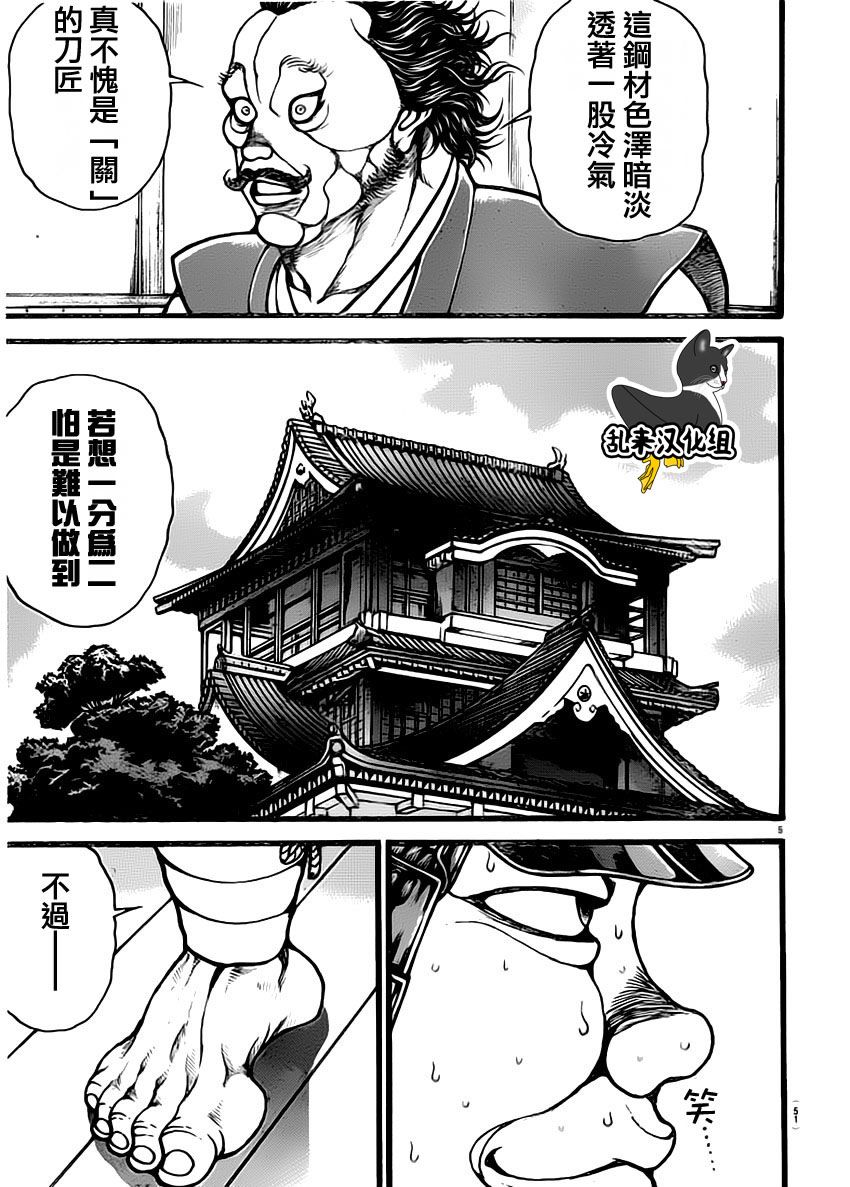 這鋼材色澤暗淡
透著一股冷氣
真不愧是「關」
的刀匠
乱来汉化组
若想一分為二
怕是難以做到
5
笑……
不過——
51